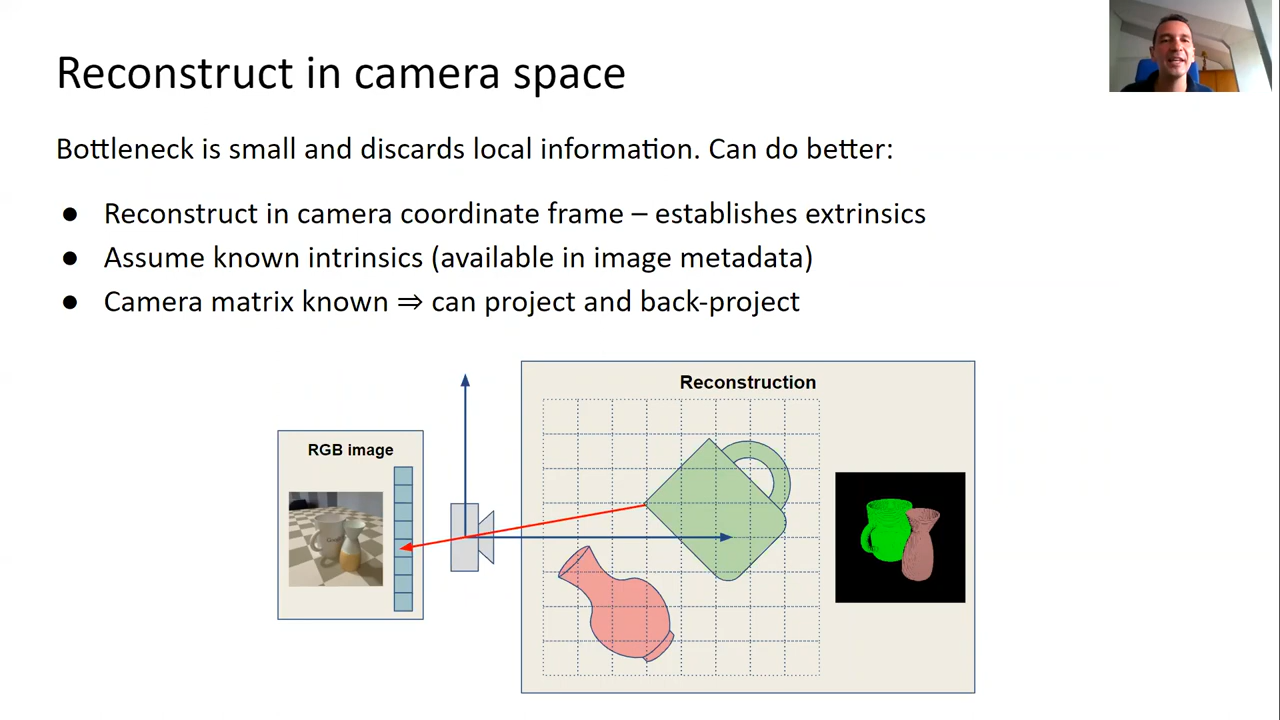 Reconstruct in camera space
Bottleneck is small and discards local information. Can do better:
● Reconstruct in camera coordinate frame – establishes extrinsics
● Assume known intrinsics (available in image metadata)
● Camera matrix known ⇒ can project and back-project
Reconstruction
RGB image